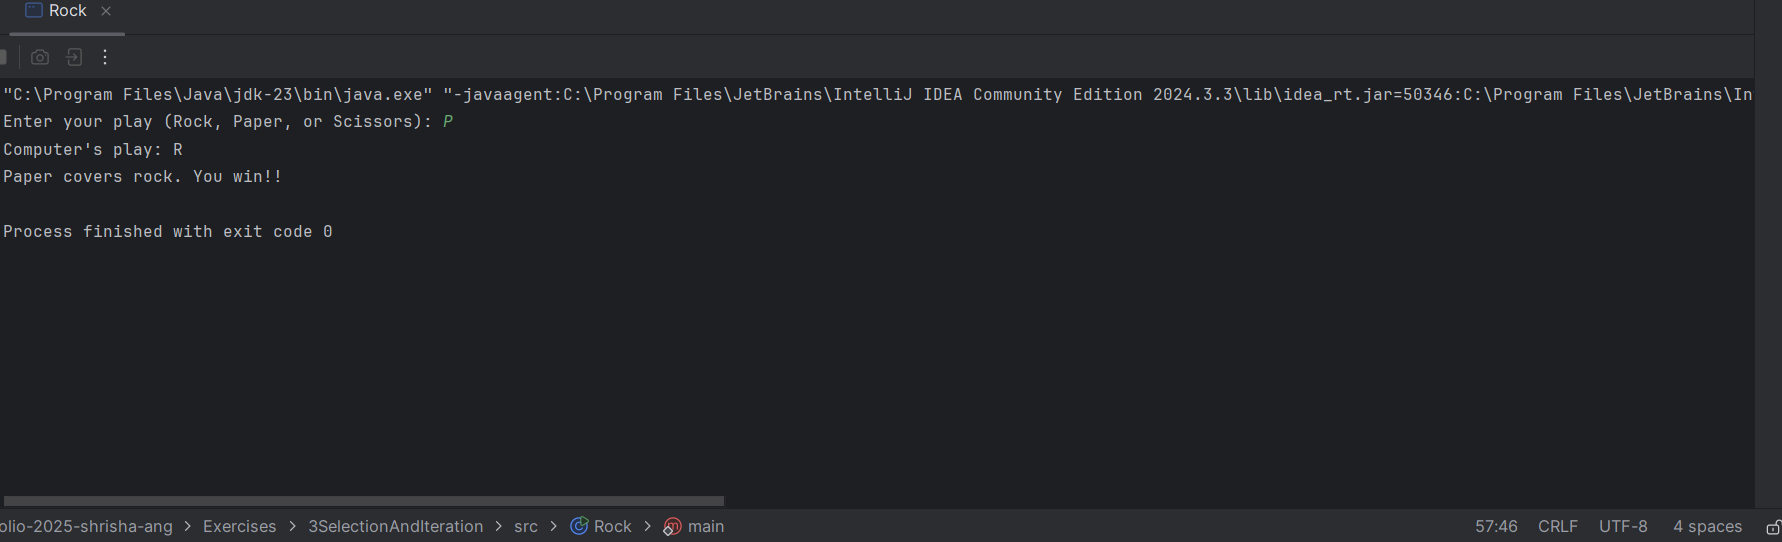 Rock
"C:\Program Files\Java\jdk-23\bin\java.exe" "-javaagent:C:\Program Files\JetBrains\IntelliJ IDEA Community Edition 2024.3.3\lib\idea_rt.jar=50346:C:\Program Files\JetBrains\In
Enter your play (Rock, Paper, or Scissors): P
Computer's play: R
Paper covers rock. You win!!
Process finished with exit code 0
olio-2025-shrisha-ang > Exercises > 3SelectionAndIteration > src > Rock > main 57:46 CRLF UTF-8 4 spaces